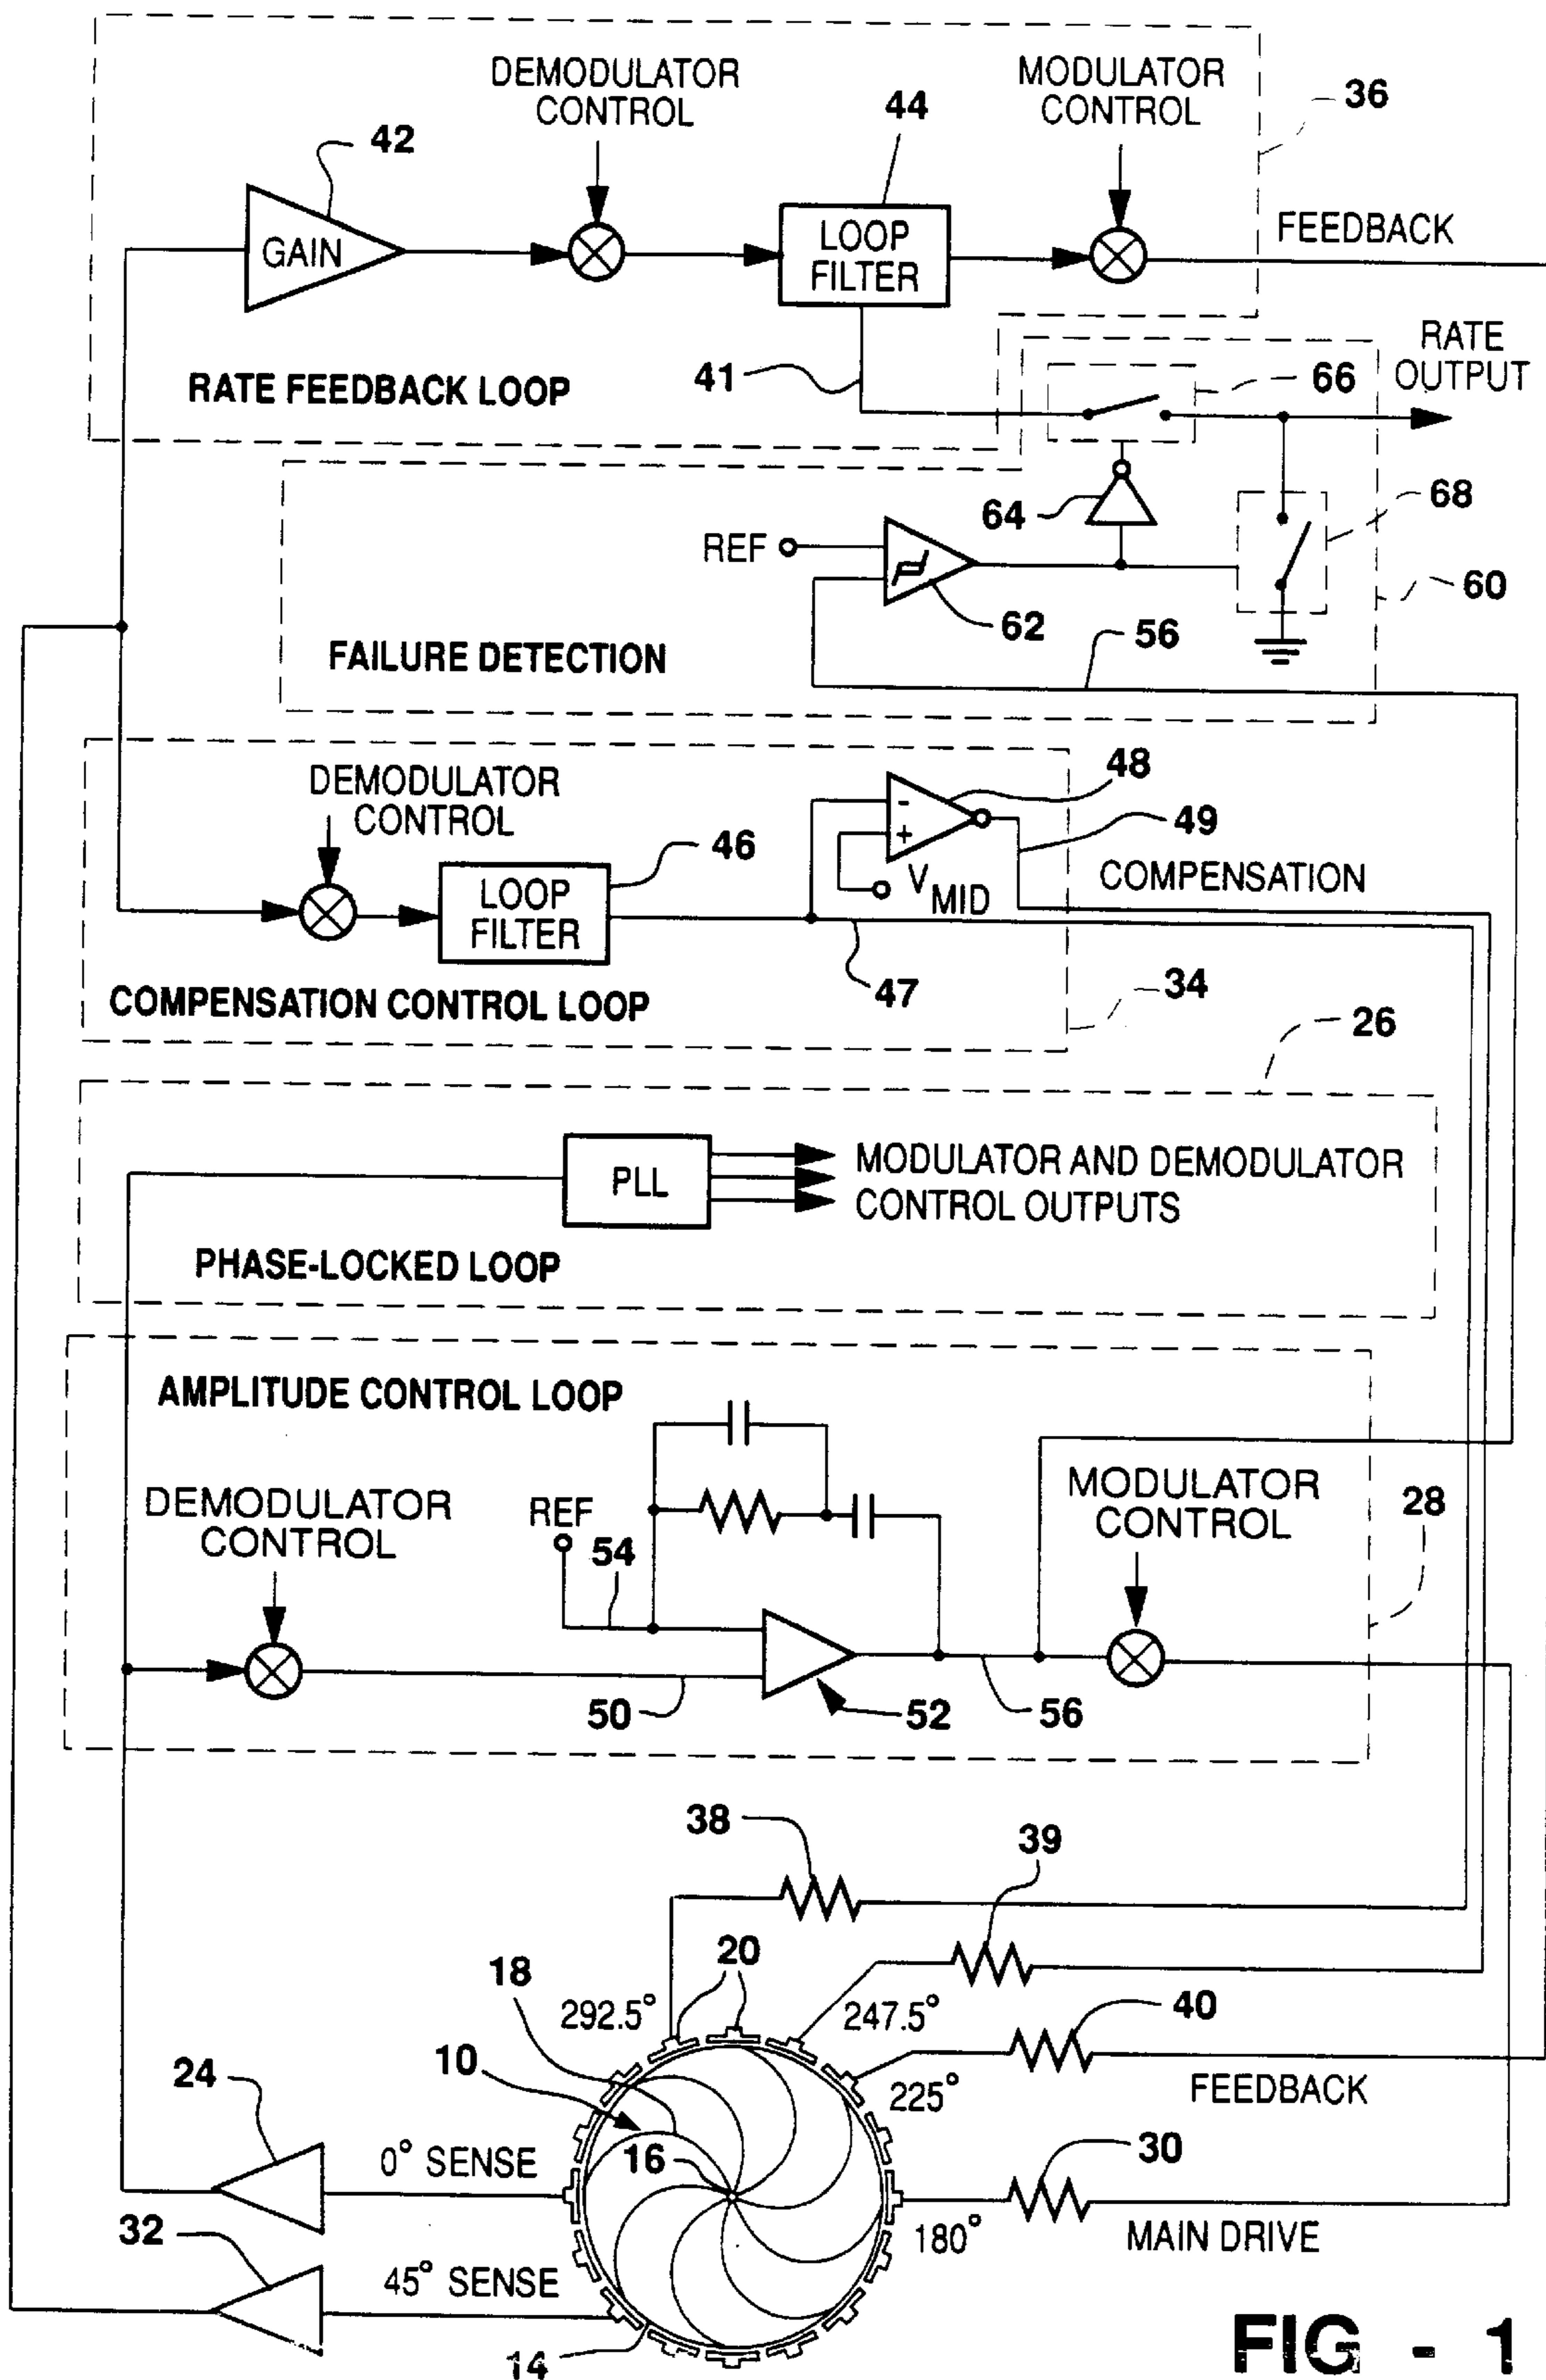 DEMODULATOR
CONTROL
MODULATOR
CONTROL
36
42
44
GAIN
LOOP
FILTER
FEEDBACK
RATE
OUTPUT
RATE FEEDBACK LOOP
41
66
64
68
REF
62
60
56
FAILURE DETECTION
DEMODULATOR
CONTROL
48
49
46
-
+
V MID
COMPENSATION
LOOP
FILTER
47
34
COMPENSATION CONTROL LOOP
26
PLL
MODULATOR AND DEMODULATOR
CONTROL OUTPUTS
PHASE-LOCKED LOOP
AMPLITUDE CONTROL LOOP
DEMODULATOR
CONTROL
REF
54
MODULATOR
CONTROL
28
50
52
56
38
39
20
18
292.5°
247.5°
40
10
24
225°
FEEDBACK
16
0° SENSE
30
32
180°
MAIN DRIVE
45° SENSE
14
FIG - 1